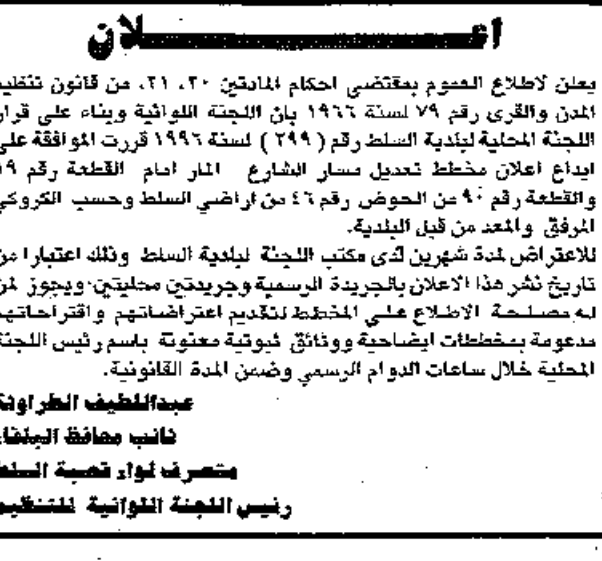 اعــــــلان
يعلن لاطلاع العموم بمقتضى احكام المادتين ٢٠، ٢١، من قانون تنظيم
المدن والقرى رقم ٧٩ لسنة ١٩٦٦ بان اللجنة اللوائية وبناء على قرار
اللجنة المحلية لبلدية السلط رقم ( ٢٩٩ ) لسنة ١٩٩٦ قررت الموافقة على
ايداع اعلان مخطط تعديل مسار الشارع المار امام القطعة رقم
والقطعة رقم ٩٠ من الحوض رقم ٤٦ من اراضي السلط وحسب الكروكي
المرفق والمعد من قبل البلدية.
للاعتراض لمدة شهرين لدى مكتب اللجنة لبلدية السلط وذلك اعتبارا من
تاريخ نشر هذا الاعلان بالجريدة الرسمية وجريدتين محليتين ويجوز لمن
له مصلحة الاطلاع على المخطط لتقديم اعتراضاتهم واقتراحاتهم
مدعومة بمخططات ايضاحية ووثائق ثبوتية معنونة باسم رئيس اللجنة
المحلية خلال ساعات الدوام الرسمي وضمن المدة القانونية.
عبداللطيف الطراونة
نائب محافظ البلقاء
متصرف لواء قصبة السلط
رئيس اللجنة اللوائية للتنظيم